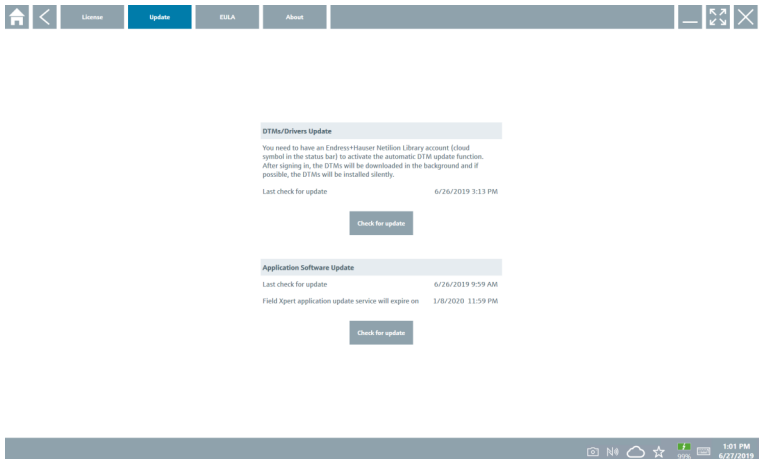 License Update EULA About
DTMs/Drivers Update
You need to have an Endress+Hauser Netilion Library account (cloud
symbol in the status bar) to activate the automatic DTM update function.
After signing in, the DTMs will be downloaded in the background and if
possible, the DTMs will be installed silently.
Last check for update 6/26/2019 3:13 PM
Check for update
Application Software Update
Last check for update 6/26/2019 9:59 AM
Field Xpert application update service will expire on 1/8/2020 11:59 PM
Check for update
99% 1:01 PM
6/27/2019